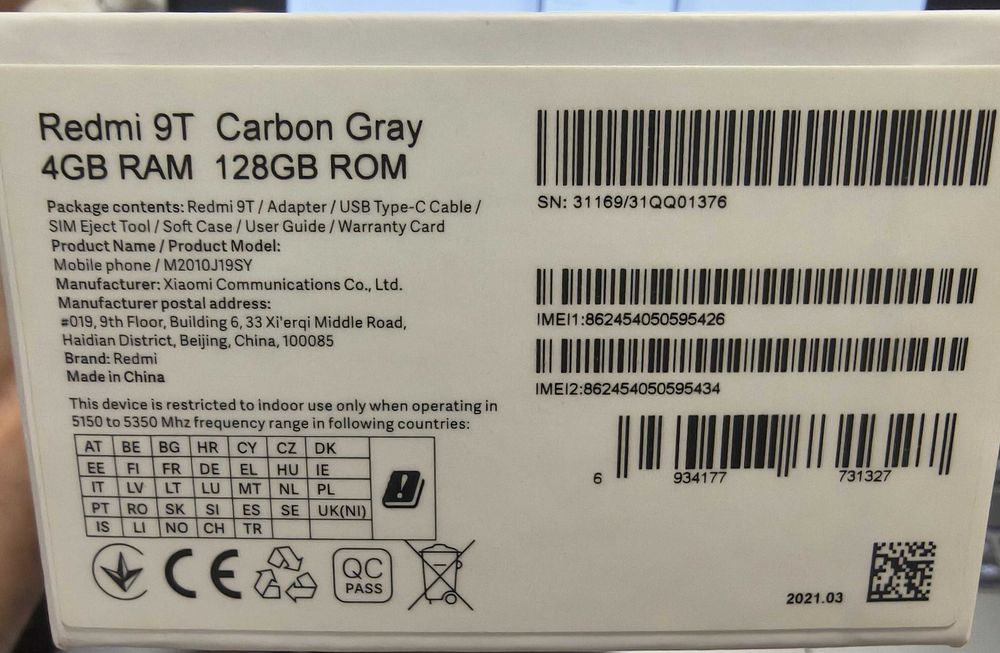 Redmi 9T Carbon Gray
4GB RAM 128GB ROM
Package contents: Redmi 9T / Adapter / USB Type-C Cable /
SIM Eject Tool / Soft Case / User Guide / Warranty Card
Product Name / Product Model:
Mobile phone / M2010J19SY
Manufacturer: Xiaomi Communications Co., Ltd.
Manufacturer postal address:
#019, 9th Floor, Building 6, 33 Xi'erqi Middle Road,
Haidian District, Beijing, China, 100085
Brand: Redmi
Made in China
This device is restricted to indoor use only when operating in
5150 to 5350 Mhz frequency range in following countries:
AT BE BG HR CY CZ DK
EE FI FR DE EL HU IE
IT LV LT LU MT NL PL
PT RO SK SI ES SE UK(NI)
IS LI NO CH TR
CE
QC
PASS
SN: 31169/31QQ01376
IMEI1:862454050595426
IMEI2:862454050595434
6 934177 731327
2021.03